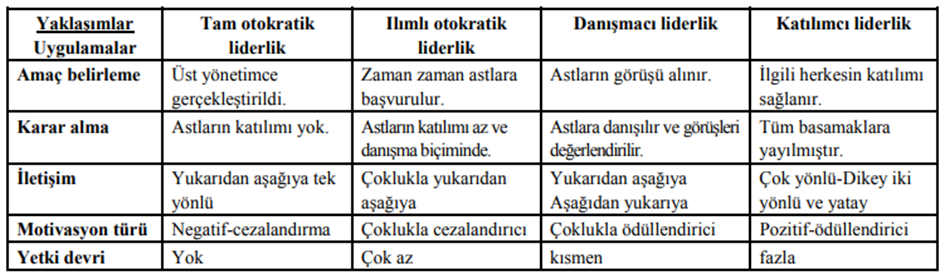 Yaklaşımlar
Uygulamalar
Tam otokratik
liderlik
Ilımlı otokratik
liderlik
Danışmacı liderlik
Katılımcı liderlik
Amaç belirleme
Üst yönetimce
gerçekleştirildi.
Zaman zaman astlara
başvurulur.
Astların görüşü alınır.
İlgili herkesin katılımı
sağlanır.
Karar alma
Astların katılımı yok.
Astların katılımı az ve
danışma biçiminde.
Astlara danışılır ve görüşleri
değerlendirilir.
Tüm basamaklara
yayılmıştır.
İletişim
Yukarıdan aşağıya tek
yönlü
Çoklukla yukarıdan
aşağıya
Yukarıdan aşağıya
Aşağıdan yukarıya
Çok yönlü-Dikey iki
yönlü ve yatay
Motivasyon türü
Negatif-cezalandırma
Çoklukla cezalandırıcı
Çoklukla ödüllendirici
Pozitif-ödüllendirici
Yetki devri
Yok
Çok az
kısmen
fazla